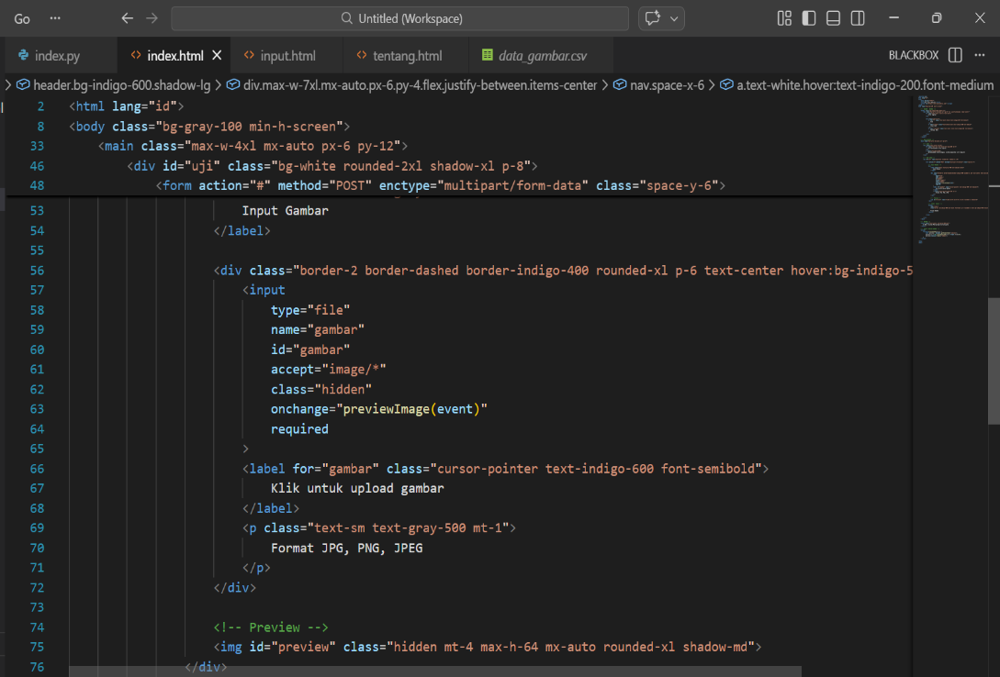 Go ··· Untitled (Workspace)
index.py index.html input.html tentang.html data_gambar.csv BLACKBOX ···
header.bg-indigo-600.shadow-lg > div.max-w-7xl.mx-auto.px-6.py-4.flex.justify-between.items-center > nav.space-x-6 > a.text-white.hover:text-indigo-200.font-medium
2 <html lang="id">
8 <body class="bg-gray-100 min-h-screen">
33 <main class="max-w-4xl mx-auto px-6 py-12">
46 <div id="uji" class="bg-white rounded-2xl shadow-xl p-8">
48 <form action="#" method="POST" enctype="multipart/form-data" class="space-y-6">
53 Input Gambar
54 </label>
55
56 <div class="border-2 border-dashed border-indigo-400 rounded-xl p-6 text-center hover:bg-indigo-5
57 <input
58 type="file"
59 name="gambar"
60 id="gambar"
61 accept="image/*"
62 class="hidden"
63 onchange="previewImage(event)"
64 required
65 >
66 <label for="gambar" class="cursor-pointer text-indigo-600 font-semibold">
67 Klik untuk upload gambar
68 </label>
69 <p class="text-sm text-gray-500 mt-1">
70 Format JPG, PNG, JPEG
71 </p>
72 </div>
73
74 <!-- Preview -->
75 <img id="preview" class="hidden mt-4 max-h-64 mx-auto rounded-xl shadow-md">
76 </div>